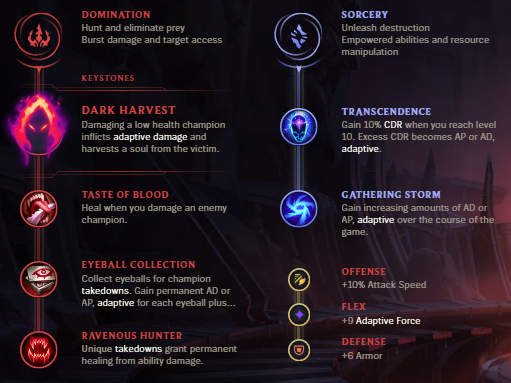 DOMINATION
Hunt and eliminate prey
Burst damage and target access
KEYSTONES
DARK HARVEST
Damaging a low health champion
inflicts adaptive damage and
harvests a soul from the victim.
TASTE OF BLOOD
Heal when you damage an enemy
champion.
EYEBALL COLLECTION
Collect eyeballs for champion
takedowns. Gain permanent AD or
AP, adaptive for each eyeball plus...
RAVENOUS HUNTER
Unique takedowns grant permanent
healing from ability damage.
SORCERY
Unleash destruction
Empowered abilities and resource
manipulation
TRANSCENDENCE
Gain 10% CDR when you reach level
10. Excess CDR becomes AP or AD,
adaptive.
GATHERING STORM
Gain increasing amounts of AD or
AP, adaptive over the course of the
game.
OFFENSE
+10% Attack Speed
FLEX
+9 Adaptive Force
DEFENSE
+6 Armor